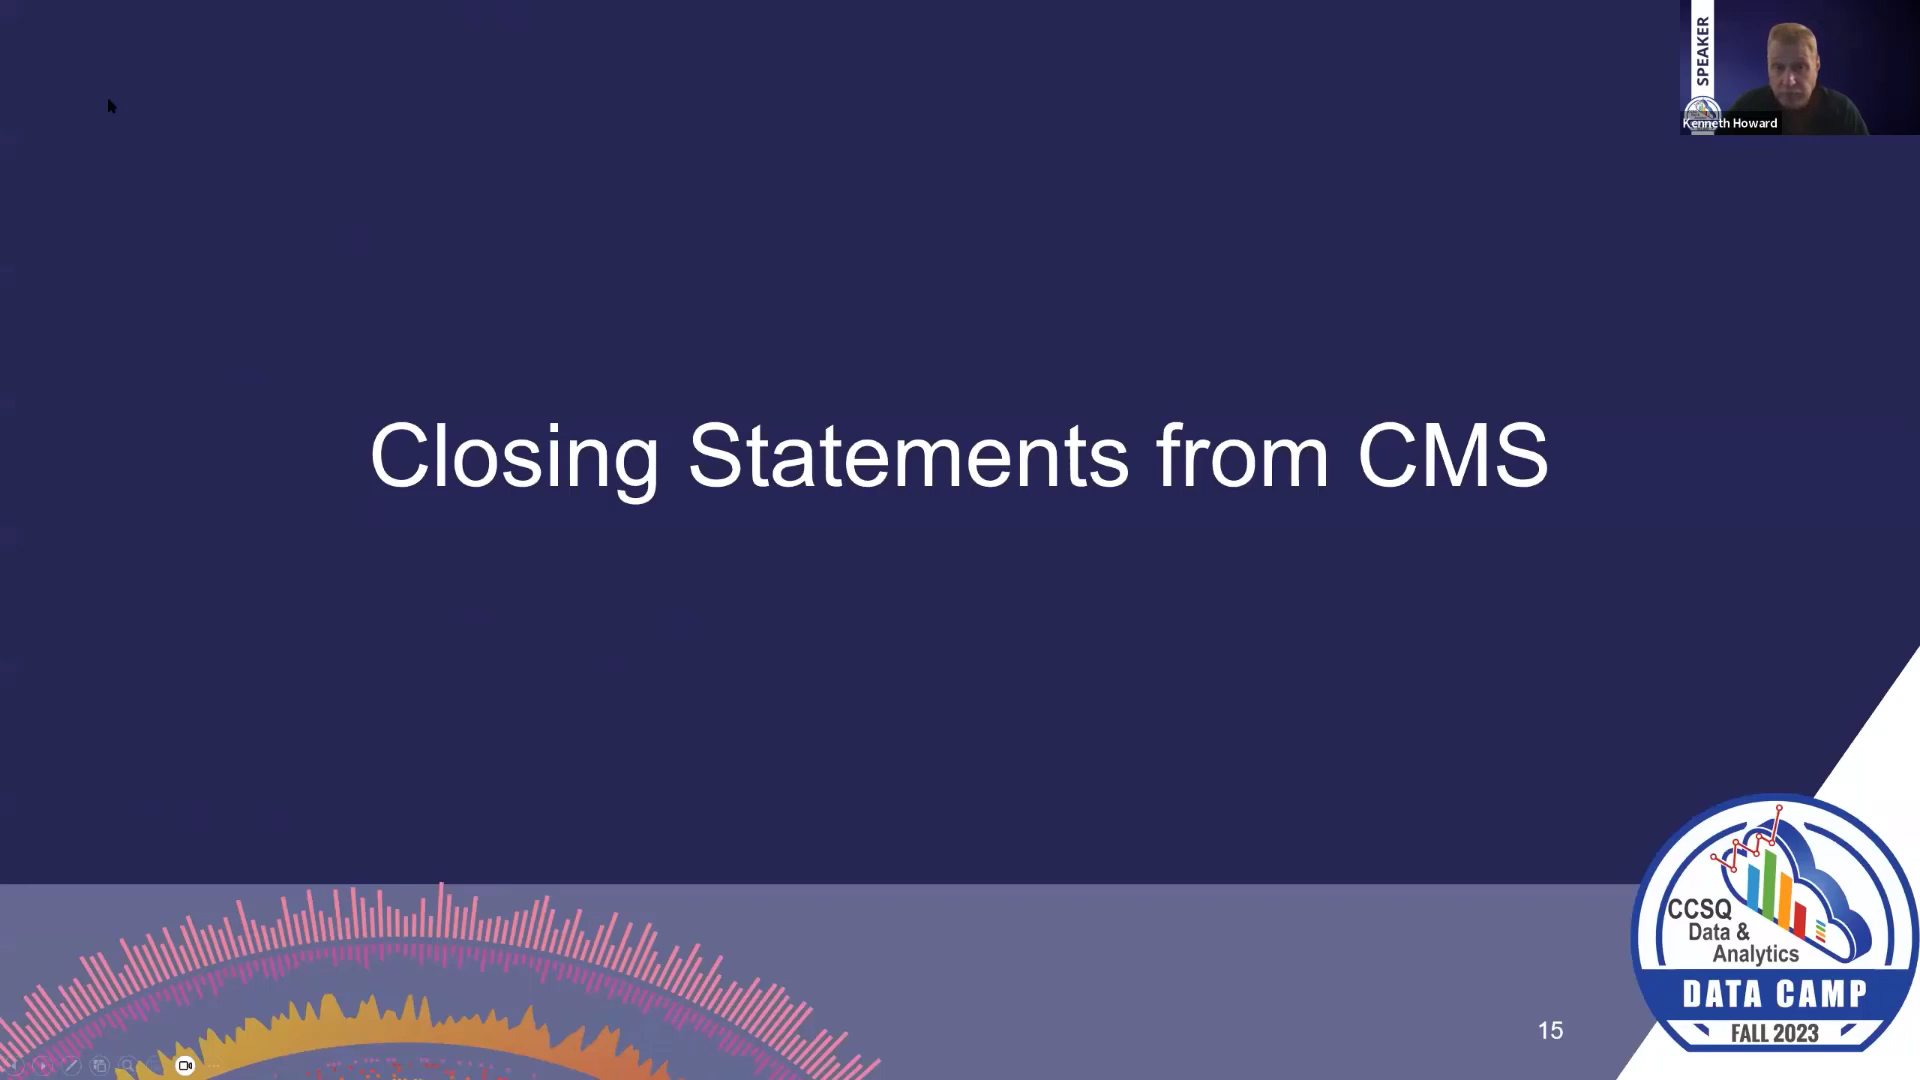 SPEAKER
Kenneth Howard
Closing Statements from CMS
CCSQ
Data &
Analytics
DATA CAMP
FALL 2023
15